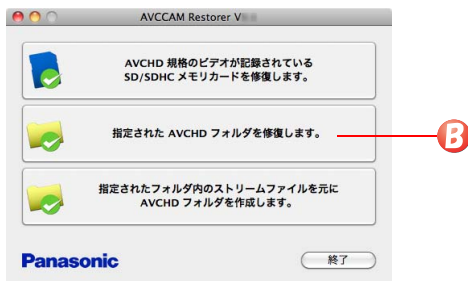 AVCCAM Restorer V
AVCHD 規格のビデオが記録されている
SD/SDHC メモリカードを修復します。
指定された AVCHD フォルダを修復します。
B
指定されたフォルダ内のストリームファイルを元に
AVCHD フォルダを作成します。
Panasonic
終了